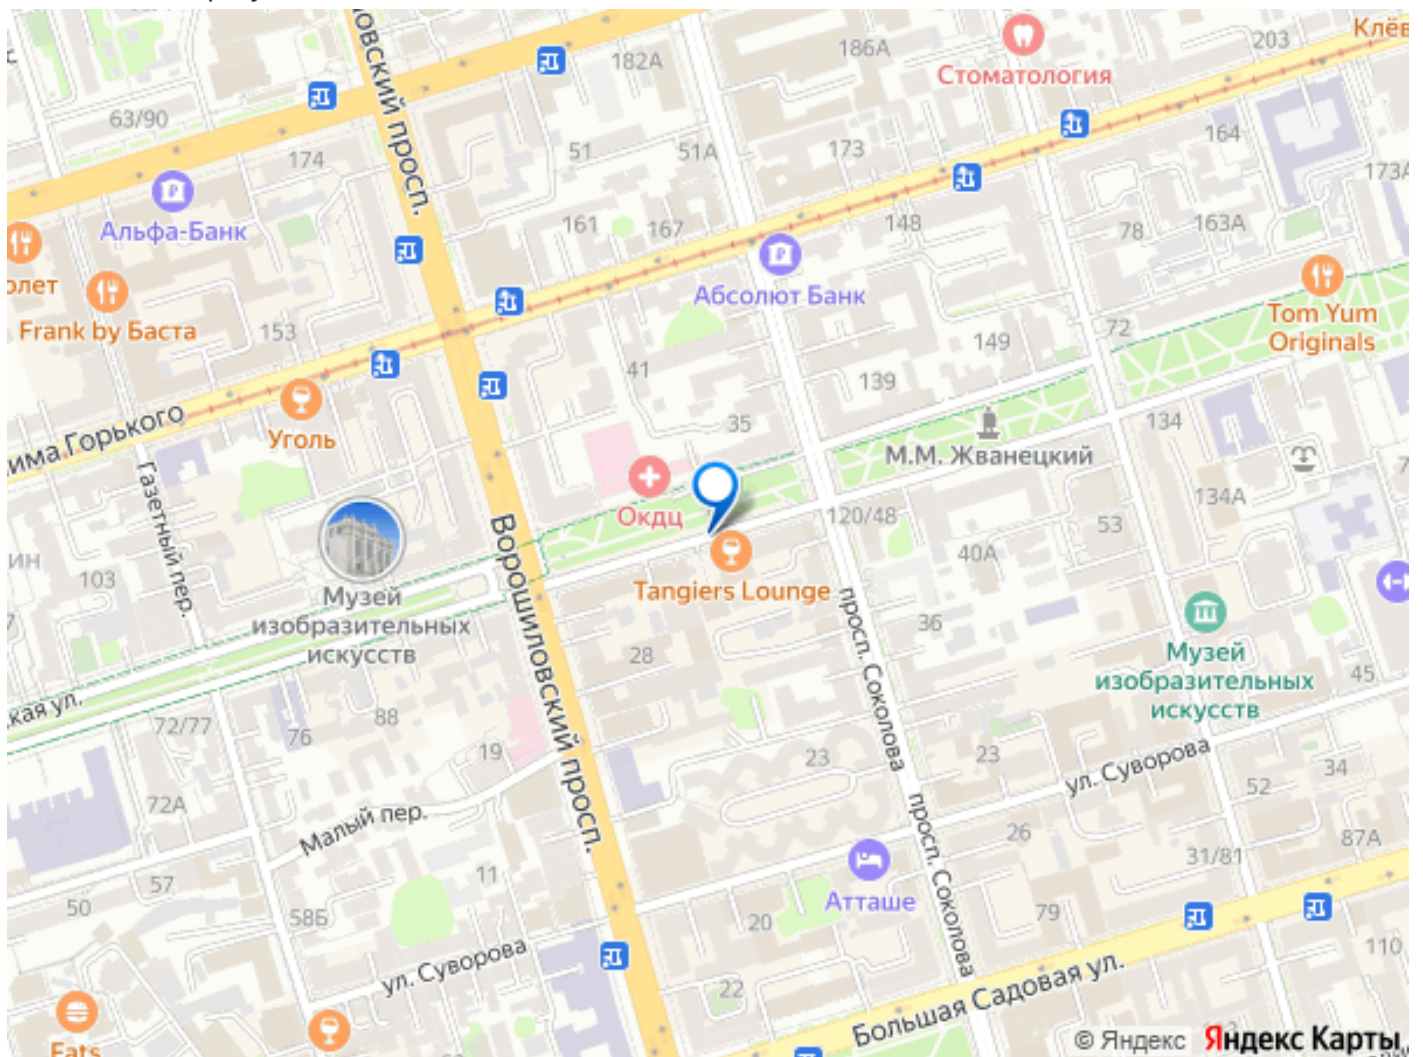 182А
186А
203
Клёв
Стоматология
овский просп.
63/90
174
51
51А
173
164
173А
Альфа-Банк
161
167
148
78
163А
олет
Frank by Баста
153
Абсолют Банк
Tom Yum
Originals
72
149
41
139
35
134
Уголь
има Горького
М.М. Жванецкий
Газетный пер.
Окдц
120/48
134А
53
40А
ин
103
Музей
изобразительных
искусств
Ворошиловский просп.
Tangiers Lounge
просп. Соколова
36
28
Музей
изобразительных
искусств
45
кая ул.
72/77
88
76
19
23
23
ул. Суворова
52
34
72А
Малый пер.
просп. Соколова
26
31/81
87А
57
11
50
58Б
Атташе
20
79
110
ул. Суворова
22
Большая Садовая ул.
Eats
© Яндекс Яндекс Карты